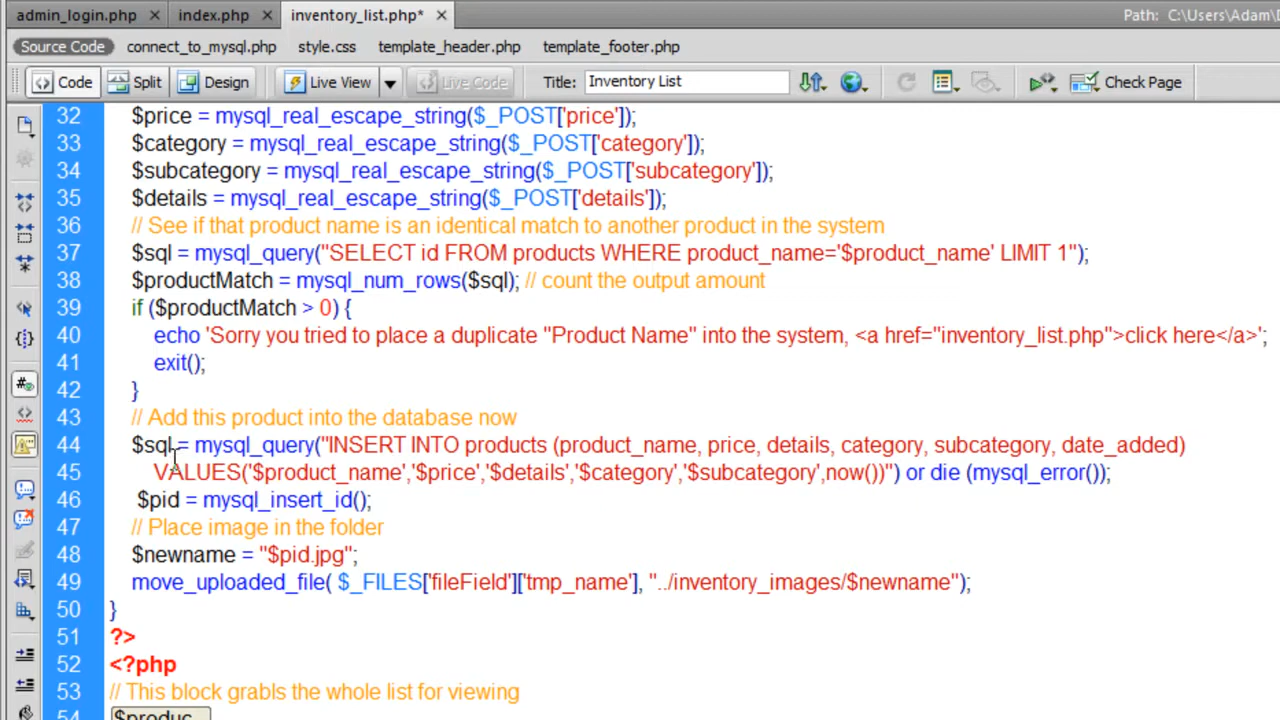 admin_login.php × index.php × inventory_list.php* × Path: C:\Users\Adam\D
Source Code connect_to_mysql.php style.css template_header.php template_footer.php
Code Split Design Live View Live Code Title: Inventory List Check Page
32 $price = mysql_real_escape_string($_POST['price']);
33 $category = mysql_real_escape_string($_POST['category']);
34 $subcategory = mysql_real_escape_string($_POST['subcategory']);
35 $details = mysql_real_escape_string($_POST['details']);
36 // See if that product name is an identical match to another product in the system
37 $sql = mysql_query("SELECT id FROM products WHERE product_name='$product_name' LIMIT 1");
38 $productMatch = mysql_num_rows($sql); // count the output amount
39 if ($productMatch > 0) {
40 echo 'Sorry you tried to place a duplicate "Product Name" into the system, <a href="inventory_list.php">click here</a>';
41 exit();
42 }
43 // Add this product into the database now
44 $sql = mysql_query("INSERT INTO products (product_name, price, details, category, subcategory, date_added)
45 VALUES('$product_name','$price','$details','$category','$subcategory',now())") or die (mysql_error());
46 $pid = mysql_insert_id();
47 // Place image in the folder
48 $newname = "$pid.jpg";
49 move_uploaded_file( $_FILES['fileField']['tmp_name'], "../inventory_images/$newname");
50 }
51 ?>
52 <?php
53 // This block grabls the whole list for viewing
54 $produc...